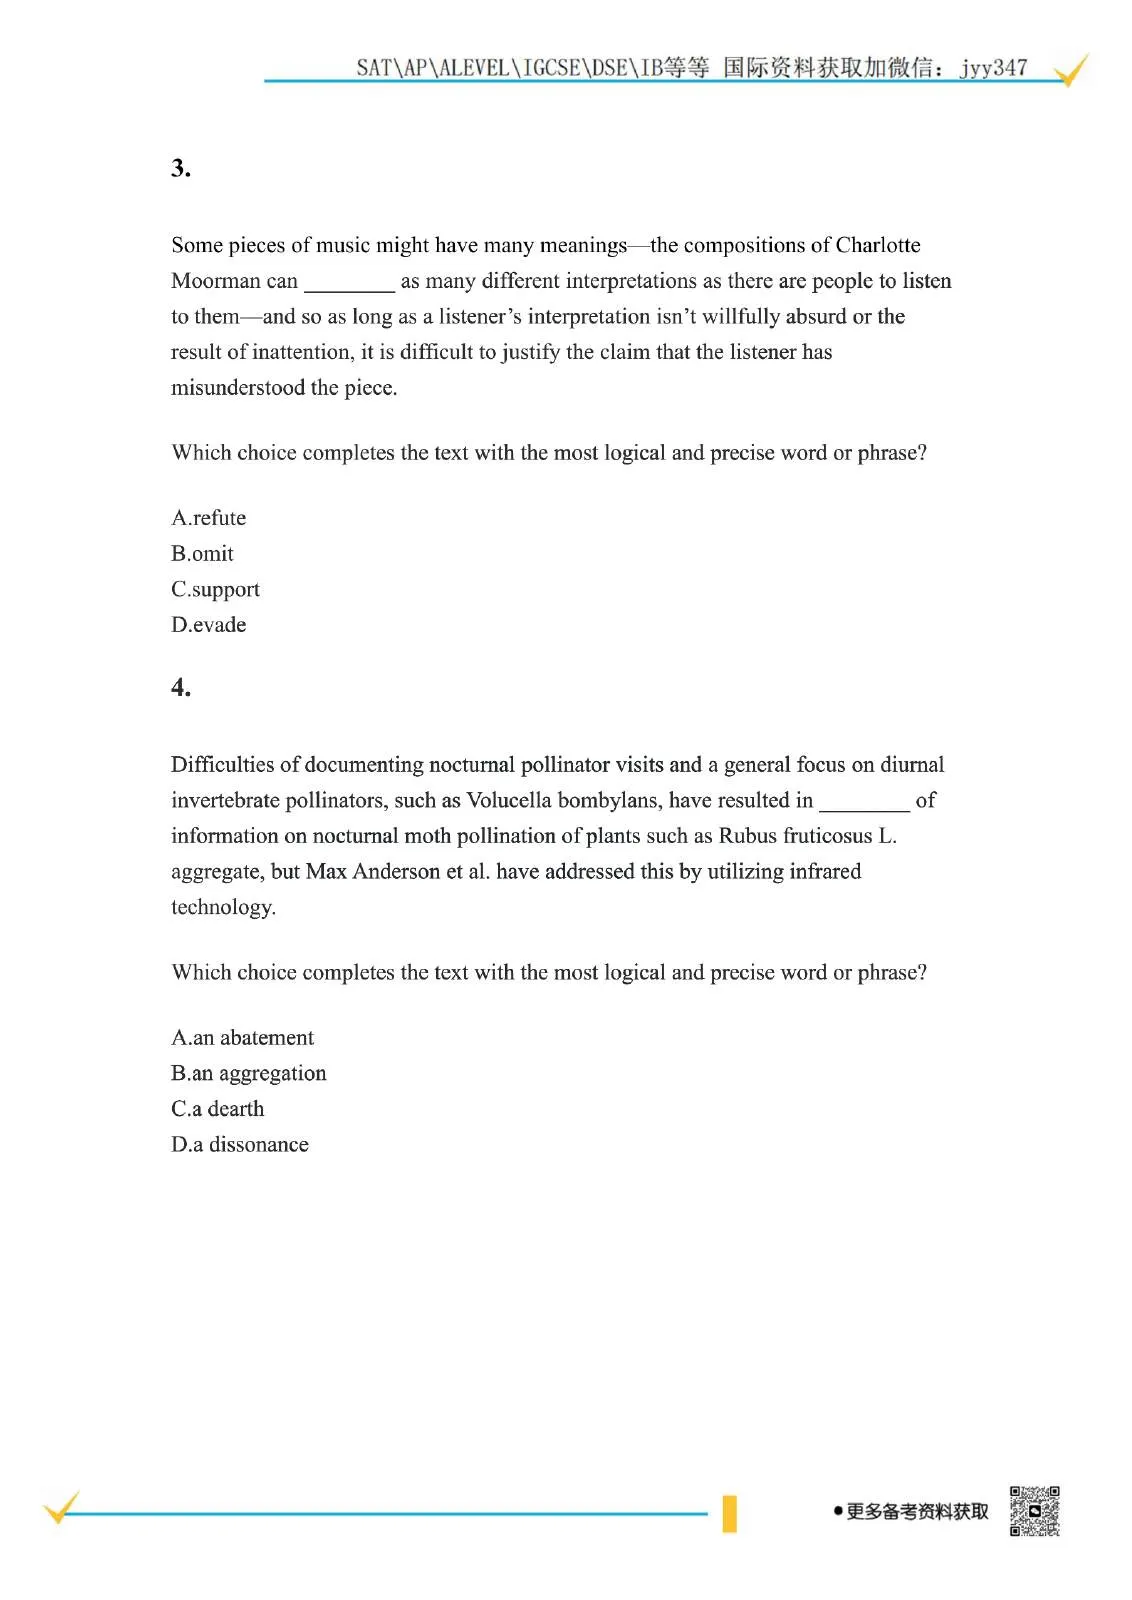 SAT\AP\ALEVEL\IGCSE\DSE\IB等等 国际资料获取加微信: jyy347
3.
Some pieces of music might have many meanings—the compositions of Charlotte
Moorman can ________ as many different interpretations as there are people to listen
to them—and so as long as a listener’s interpretation isn’t willfully absurd or the
result of inattention, it is difficult to justify the claim that the listener has
misunderstood the piece.
Which choice completes the text with the most logical and precise word or phrase?
A.refute
B.omit
C.support
D.evade
4.
Difficulties of documenting nocturnal pollinator visits and a general focus on diurnal
invertebrate pollinators, such as Volucella bombylans, have resulted in ________ of
information on nocturnal moth pollination of plants such as Rubus fruticosus L.
aggregate, but Max Anderson et al. have addressed this by utilizing infrared
technology.
Which choice completes the text with the most logical and precise word or phrase?
A.an abatement
B.an aggregation
C.a dearth
D.a dissonance
●更多备考资料获取